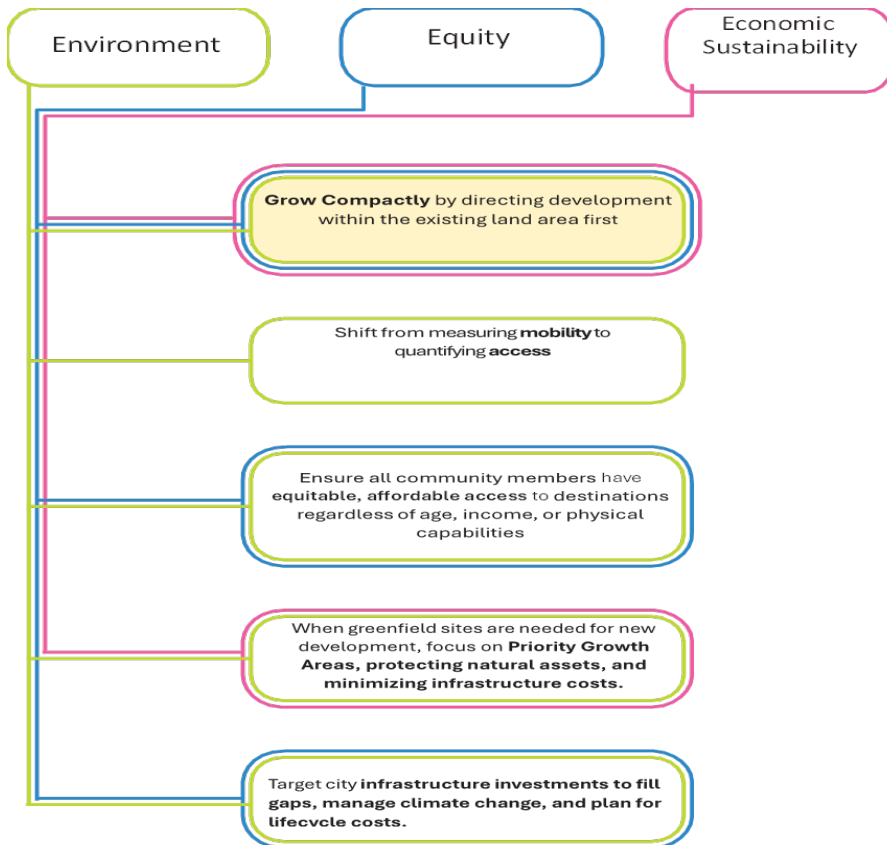 Environment
Equity
Economic
Sustainability
Grow Compactly by directing development
within the existing land area first
Shift from measuring mobility to
quantifying access
Ensure all community members have
equitable, affordable access to destinations
regardless of age, income, or physical
capabilities
When greenfield sites are needed for new
development, focus on Priority Growth
Areas, protecting natural assets, and
minimizing infrastructure costs.
Target city infrastructure investments to fill
gaps, manage climate change, and plan for
lifecycle costs.